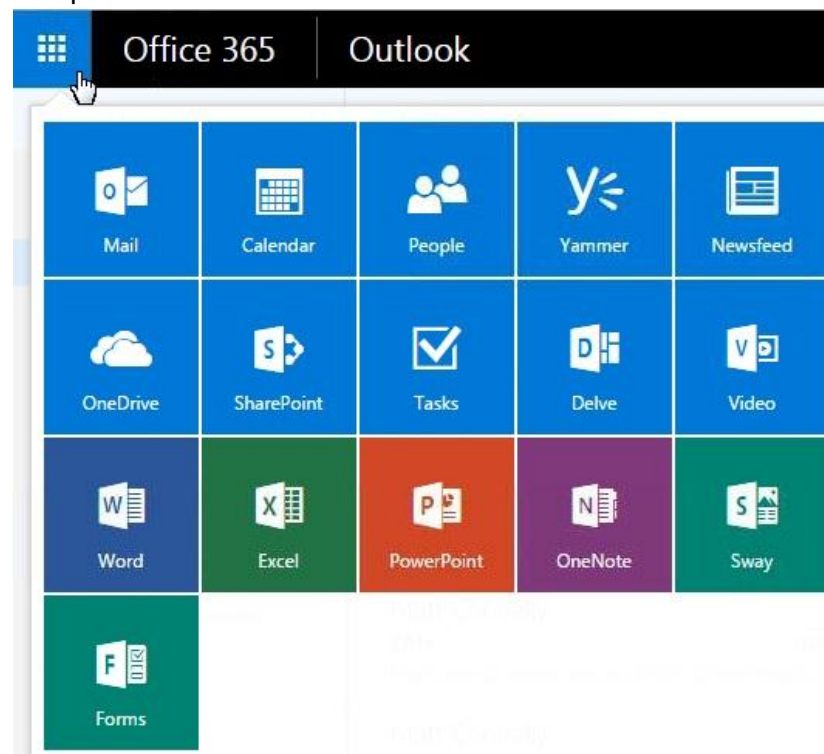 Office 365 Outlook
Mail Calendar People Yammer Newsfeed
OneDrive SharePoint Tasks Delve Video
Word Excel PowerPoint OneNote Sway
Forms